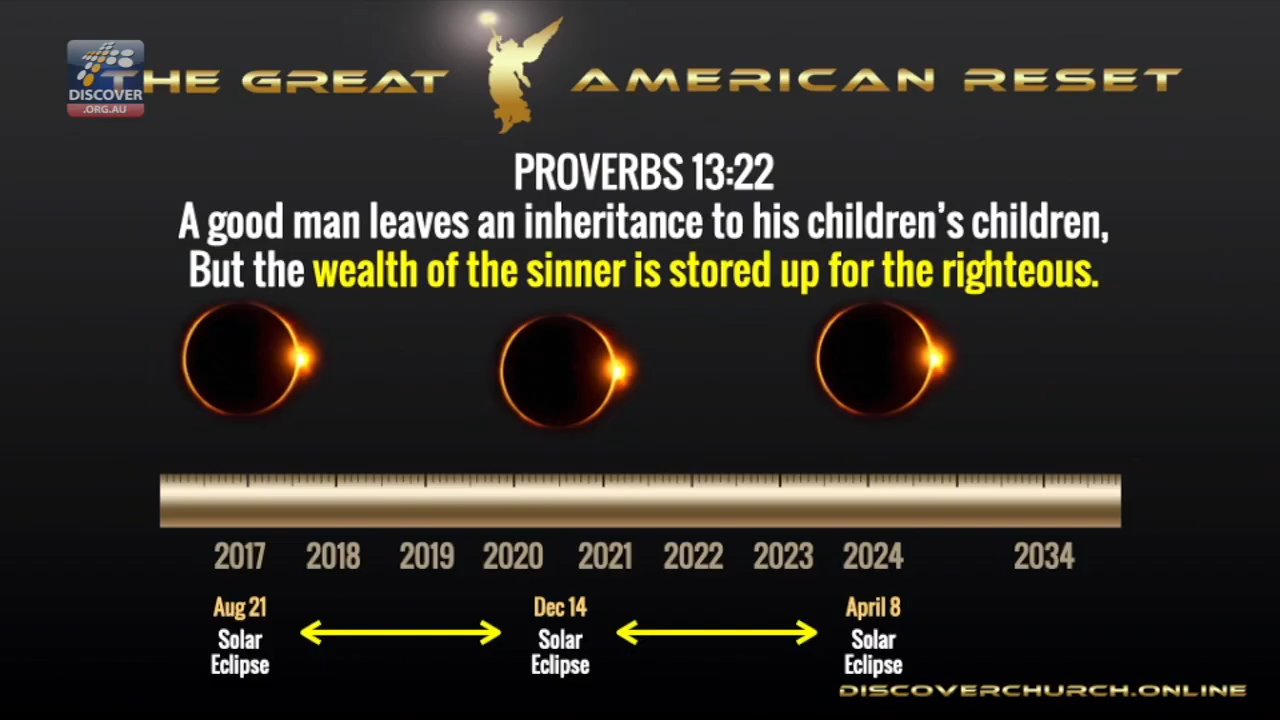 THE GREAT AMERICAN RESET
DISCOVER
.ORG.AU
PROVERBS 13:22
A good man leaves an inheritance to his children’s children,
But the wealth of the sinner is stored up for the righteous.
2017 2018 2019 2020 2021 2022 2023 2024 2034
Aug 21 Dec 14 April 8
Solar Solar Solar
Eclipse Eclipse Eclipse
DISCOVERCHURCH.ONLINE